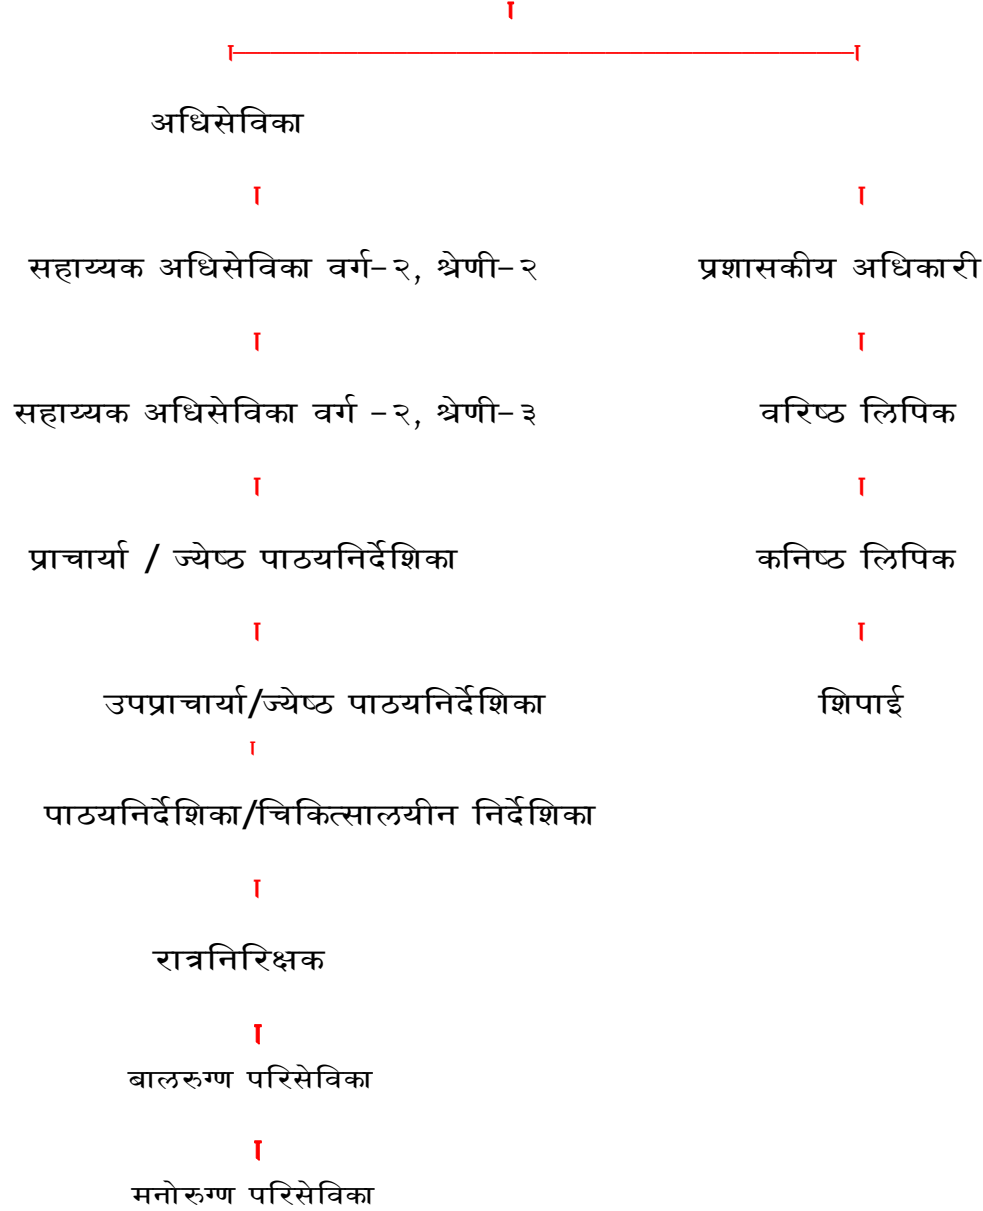 अधिसेविका
सहाय्यक अधिसेविका वर्ग-२, श्रेणी-२ प्रशासकीय अधिकारी
सहाय्यक अधिसेविका वर्ग -२, श्रेणी-३ वरिष्ठ लिपिक
प्राचार्या / ज्येष्ठ पाठयनिर्देशिका कनिष्ठ लिपिक
उपप्राचार्या/ज्येष्ठ पाठयनिर्देशिका शिपाई
पाठयनिर्देशिका/चिकित्सालयीन निर्देशिका
रात्रनिरिक्षक
बालरुग्ण परिसेविका
मनोरुग्ण परिसेविका